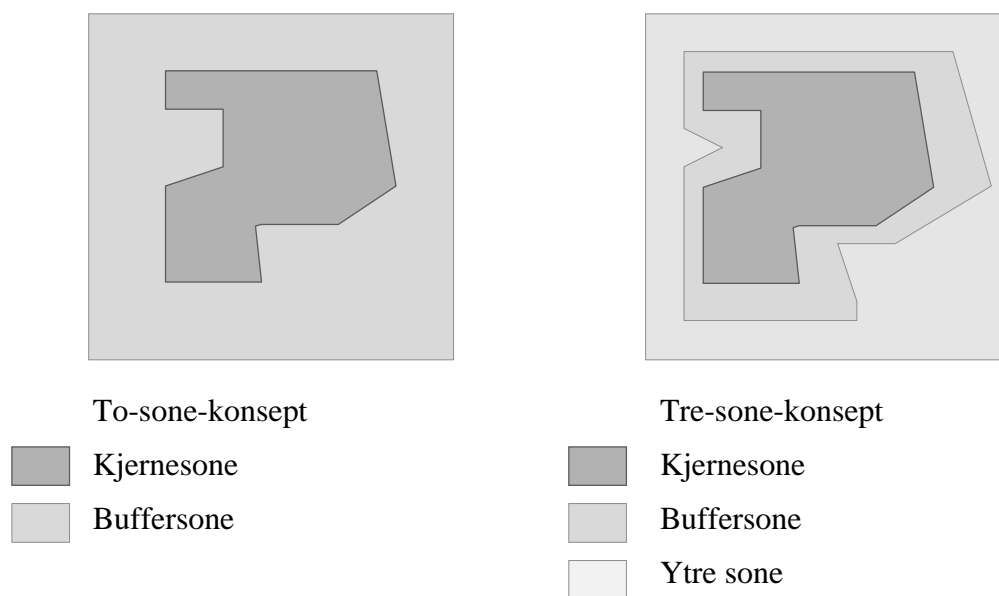 To-sone-konsept
Kjernesone
Buffersone
Tre-sone-konsept
Kjernesone
Buffersone
Ytre sone